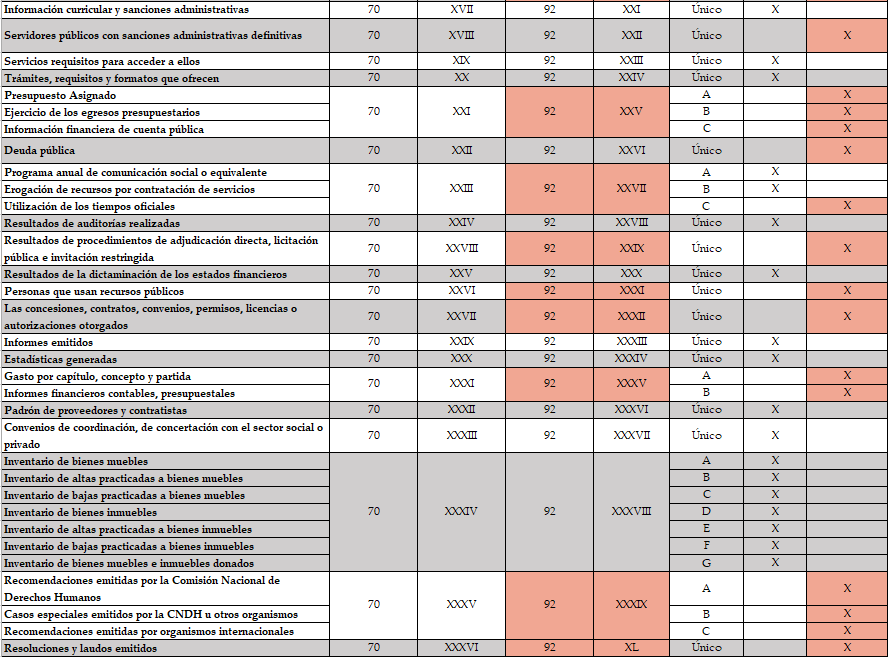 Información curricular y sanciones administrativas 70 XVII 92 XXI Único X
Servidores públicos con sanciones administrativas definitivas 70 XVIII 92 XXII Único X
Servicios requisitos para acceder a ellos 70 XIX 92 XXIII Único X
Trámites, requisitos y formatos que ofrecen 70 XX 92 XXIV Único X
Presupuesto Asignado A X
Ejercicio de los egresos presupuestarios 70 XXI 92 XXV B X
Información financiera de cuenta pública C X
Deuda pública 70 XXII 92 XXVI Único X
Programa anual de comunicación social o equivalente A X
Erogación de recursos por contratación de servicios 70 XXIII 92 XXVII B X
Utilización de los tiempos oficiales C X
Resultados de auditorías realizadas 70 XXIV 92 XXVIII Único X
Resultados de procedimientos de adjudicación directa, licitación
pública e invitación restringida 70 XXVIII 92 XXIX Único X
Resultados de la dictaminación de los estados financieros 70 XXV 92 XXX Único X
Personas que usan recursos públicos 70 XXVI 92 XXXI Único X
Las concesiones, contratos, convenios, permisos, licencias o
autorizaciones otorgados 70 XXVII 92 XXXII Único X
Informes emitidos 70 XXIX 92 XXXIII Único X
Estadísticas generadas 70 XXX 92 XXXIV Único X
Gasto por capítulo, concepto y partida 70 XXXI 92 XXXV A X
Informes financieros contables, presupuestales B X
Padrón de proveedores y contratistas 70 XXXII 92 XXXVI Único X
Convenios de coordinación, de concertación con el sector social o
privado 70 XXXIII 92 XXXVII Único X
Inventario de bienes muebles A X
Inventario de altas practicadas a bienes muebles B X
Inventario de bajas practicadas a bienes muebles C X
Inventario de bienes inmuebles 70 XXXIV 92 XXXVIII D X
Inventario de altas practicadas a bienes inmuebles E X
Inventario de bajas practicadas a bienes inmuebles F X
Inventario de bienes muebles e inmuebles donados G X
Recomendaciones emitidas por la Comisión Nacional de
Derechos Humanos 70 XXXV 92 XXXIX A X
Casos especiales emitidos por la CNDH u otros organismos B X
Recomendaciones emitidas por organismos internacionales C X
Resoluciones y laudos emitidos 70 XXXVI 92 XL Único X